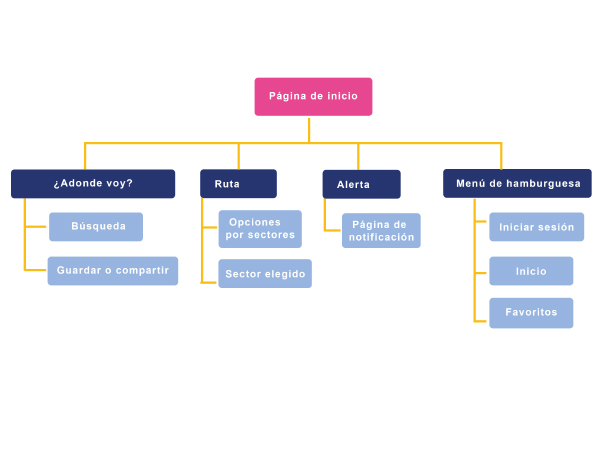 Página de inicio
¿Adonde voy?
Búsqueda
Guardar o compartir
Ruta
Opciones
por sectores
Sector elegido
Alerta
Página de
notificación
Menú de hamburguesa
Iniciar sesión
Inicio
Favoritos